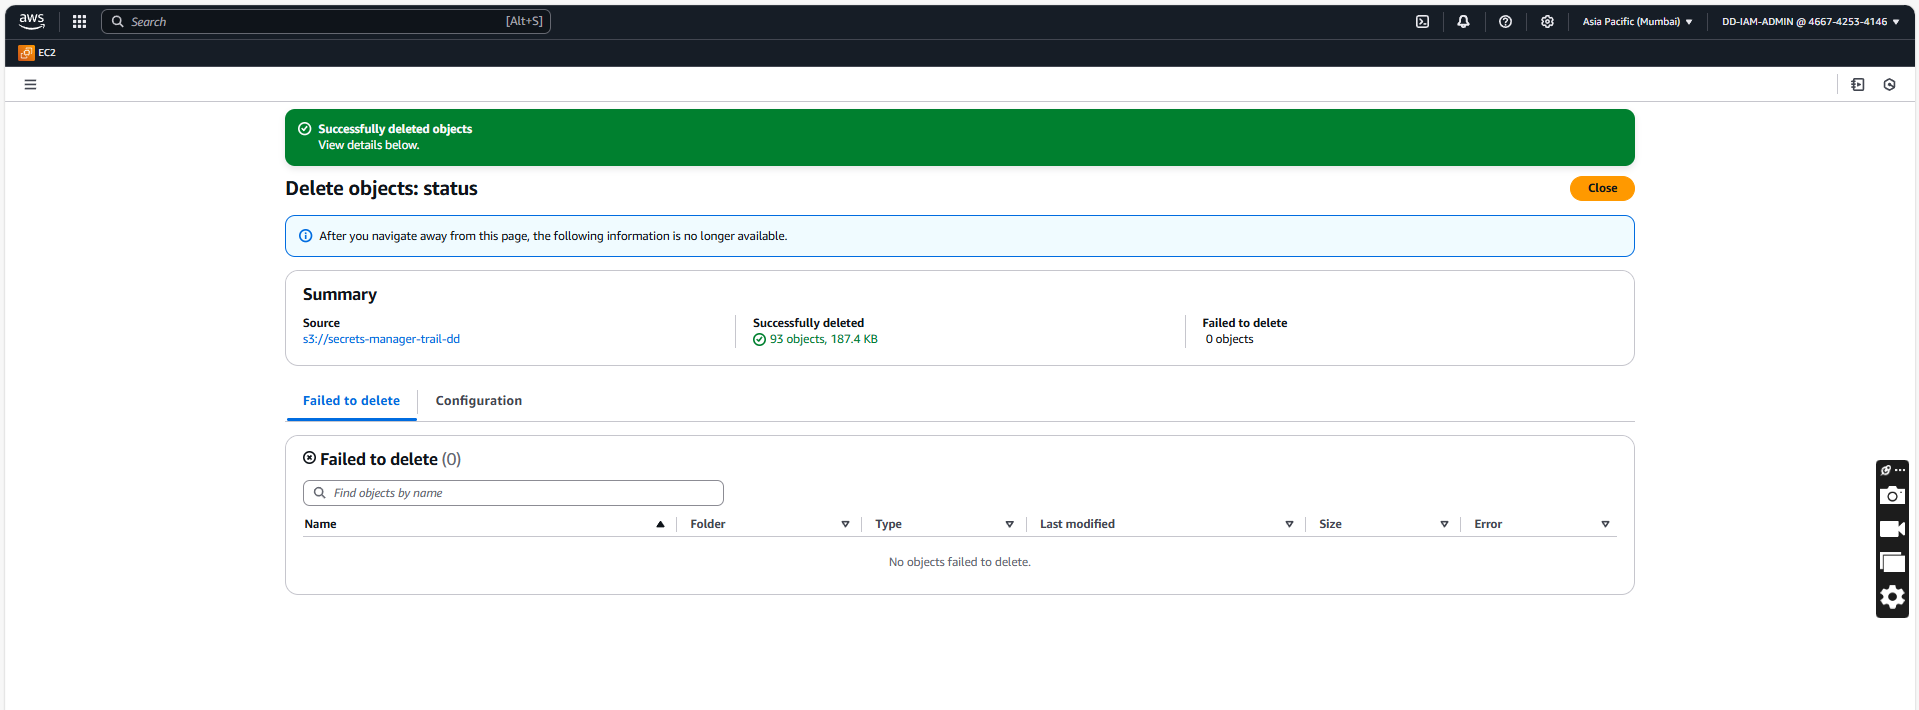 aws
Search
[Alt+S]
Asia Pacific (Mumbai)
DD-IAM-ADMIN @ 4667-4253-4146
EC2
Successfully deleted objects
View details below.
Delete objects: status
Close
After you navigate away from this page, the following information is no longer available.
Summary
Source
s3://secrets-manager-trail-dd
Successfully deleted
93 objects, 187.4 KB
Failed to delete
0 objects
Failed to delete
Configuration
Failed to delete (0)
Find objects by name
Name
Folder
Type
Last modified
Size
Error
No objects failed to delete.